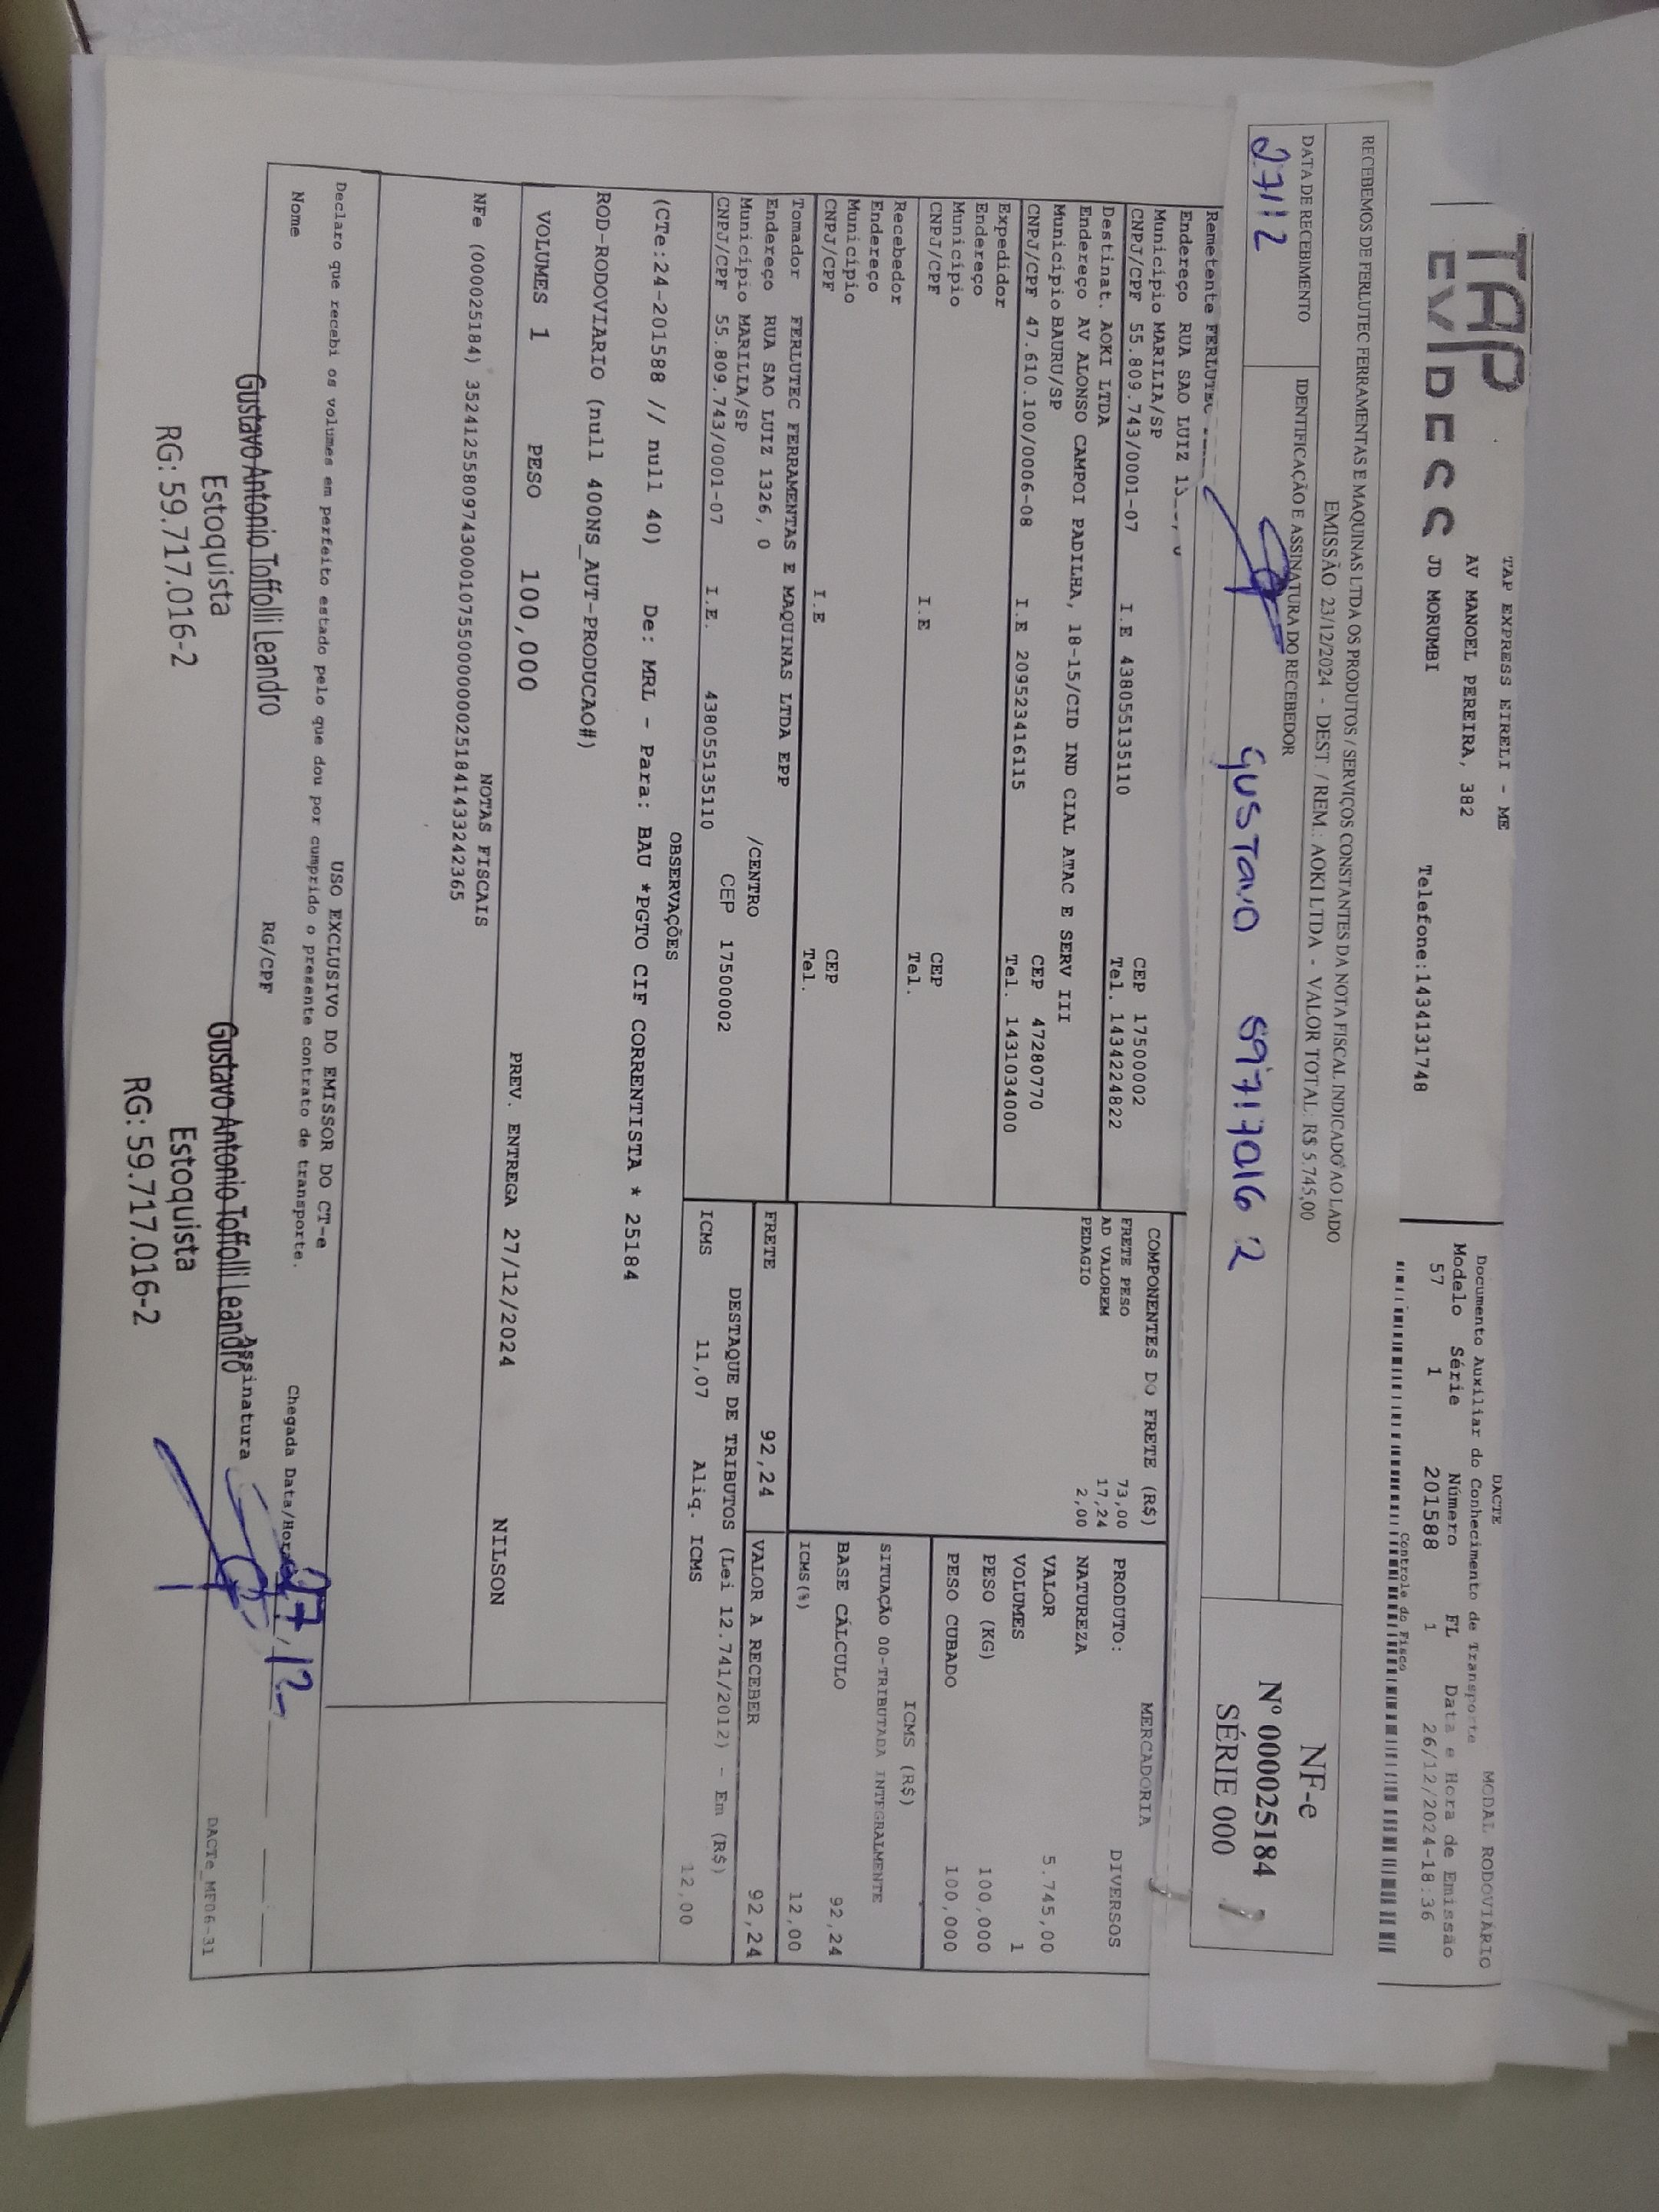 TAP
TAP EXPRESS EIRELI - ME
AV MANOEL PEREIRA, 382
JD MORUMBI
Telefone:1434131748
DACTE
Documento Auxiliar do Conhecimento de Transporte
MODAL RODOVIÁRIO
Modelo Série Número FL Data e Hora de Emissão
57 1 201588 1 26/12/2024-18:36
Controle do Fisco
RECEBEMOS DE FERLUTEC FERRAMENTAS E MAQUINAS LTDA OS PRODUTOS / SERVIÇOS CONSTANTES DA NOTA FISCAL INDICADO AO LADO
EMISSÃO: 23/12/2024 - DEST / REM.: AOKI LTDA - VALOR TOTAL: R$ 5.745,00
DATA DE RECEBIMENTO
27/12
IDENTIFICAÇÃO E ASSINATURA DO RECEBEDOR
GUSTAVO 597170162
NF-e
Nº 000025184
SÉRIE 000
Remetente FERLUTEC
Endereço RUA SAO LUIZ
Município MARILIA/SP
CEP 17500002
CNPJ/CPF 55.809.743/0001-07 I.E 438055135110 Tel. 1434224822
Destinat. AOKI LTDA
Endereço AV ALONSO CAMPOI PADILHA, 18-15/CID IND CIAL ATAC E SERV III
Município BAURU/SP CEP 47280770
CNPJ/CPF 47.610.100/0006-08 I.E 209523416115 Tel. 1431034000
Expedidor
Endereço
Município CEP
CNPJ/CPF I.E Tel.
Recebedor
Endereço
Município CEP
CNPJ/CPF I.E Tel.
Tomador FERLUTEC FERRAMENTAS E MAQUINAS LTDA EPP
Endereço RUA SAO LUIZ 1326, 0 /CENTRO
Município MARILIA/SP CEP 17500002
CNPJ/CPF 55.809.743/0001-07 I.E. 438055135110
COMPONENTES DO FRETE (R$)
FRETE PESO 73,00
AD VALOREM 17,24
PEDAGIO 2,00
MERCADORIA
PRODUTO: DIVERSOS
NATUREZA
VALOR 5.745,00
VOLUMES 1
PESO (KG) 100,000
PESO CUBADO 100,000
ICMS (R$)
SITUAÇÃO 00-TRIBUTADA INTEGRALMENTE
BASE CÁLCULO 92,24
ICMS(%) 12,00
FRETE 92,24 VALOR A RECEBER 92,24
DESTAQUE DE TRIBUTOS (Lei 12.741/2012) - Em (R$)
ICMS 11,07 Aliq. ICMS 12,00
OBSERVAÇÕES
(CTe:24-201588 // null 40) De: MRL - Para: BAU *PGTO CIF CORRENTISTA * 25184
ROD-RODOVIARIO (null 400NS_AUT-PRODUCAO#)
VOLUMES 1 PESO 100,000 PREV. ENTREGA 27/12/2024 NILSON
NOTAS FISCAIS
NFe (000025184) 35241255809743000107550000000251841433242365
USO EXCLUSIVO DO EMISSOR DO CT-e
Declaro que recebi os volumes em perfeito estado pelo que dou por cumprido o presente contrato de transporte.
Nome RG/CPF Assinatura
Chegada Data/Hora 27/12
Gustavo Antonio Toffolli Leandro
Estoquista
RG: 59.717.016-2
Gustavo Antonio Toffolli Leandro
Estoquista
RG: 59.717.016-2
DACTe_MF06-31